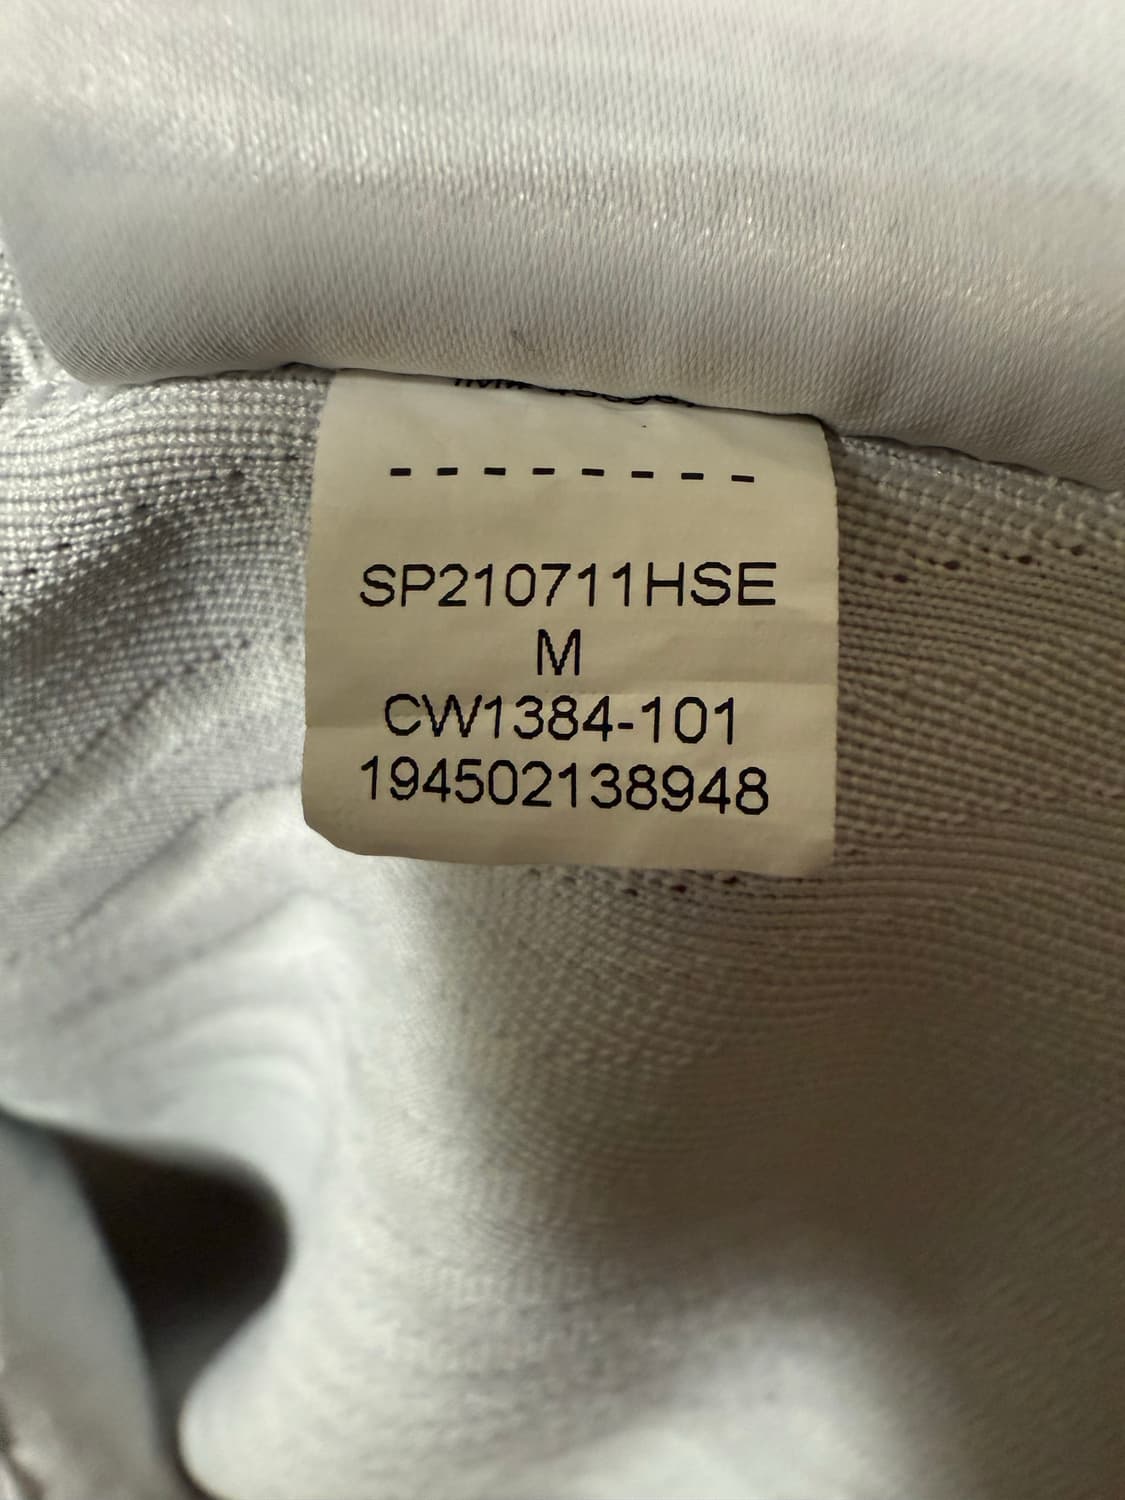 - - - - - - - -
SP210711HSE
M
CW1384-101
194502138948